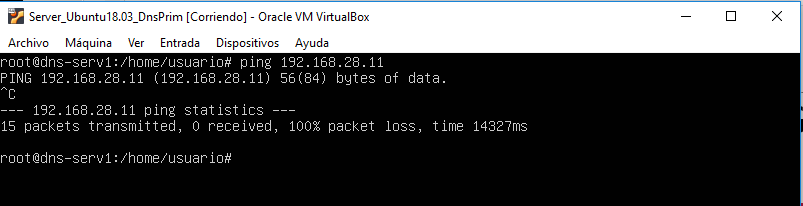 Server_Ubuntu18.03_DnsPrim [Corriendo] - Oracle VM VirtualBox
Archivo Máquina Ver Entrada Dispositivos Ayuda
root@dns-serv1:/home/usuario# ping 192.168.28.11
PING 192.168.28.11 (192.168.28.11) 56(84) bytes of data.
^C
--- 192.168.28.11 ping statistics ---
15 packets transmitted, 0 received, 100% packet loss, time 14327ms
root@dns-serv1:/home/usuario#